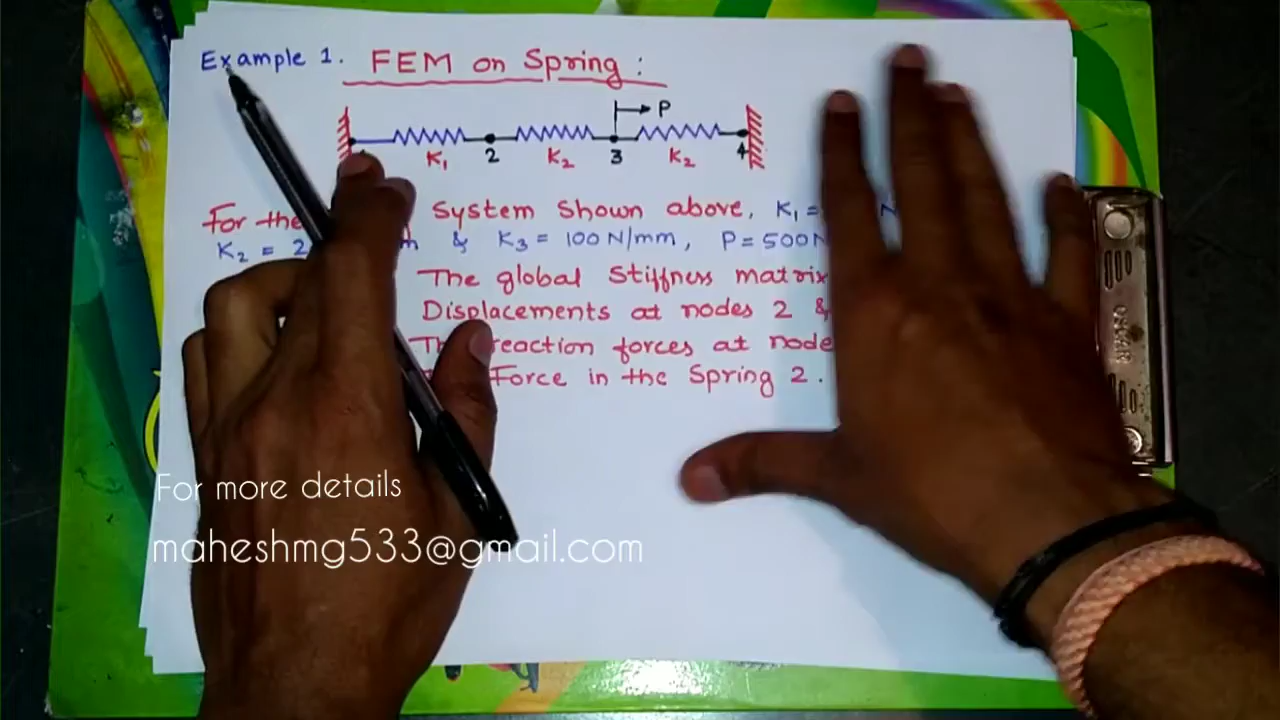 Example 1. FEM on Spring :
P
K₁ 2 K₂ 3 K₂ 4
For the System Shown above, K₁ =
K₂ = 2 & K₃ = 100 N/mm, P = 500N
The global Stiffness matrix
Displacements at nodes 2 &
reaction forces at node
Force in the Spring 2.
OSCAR
For more details
maheshmg533@gmail.com